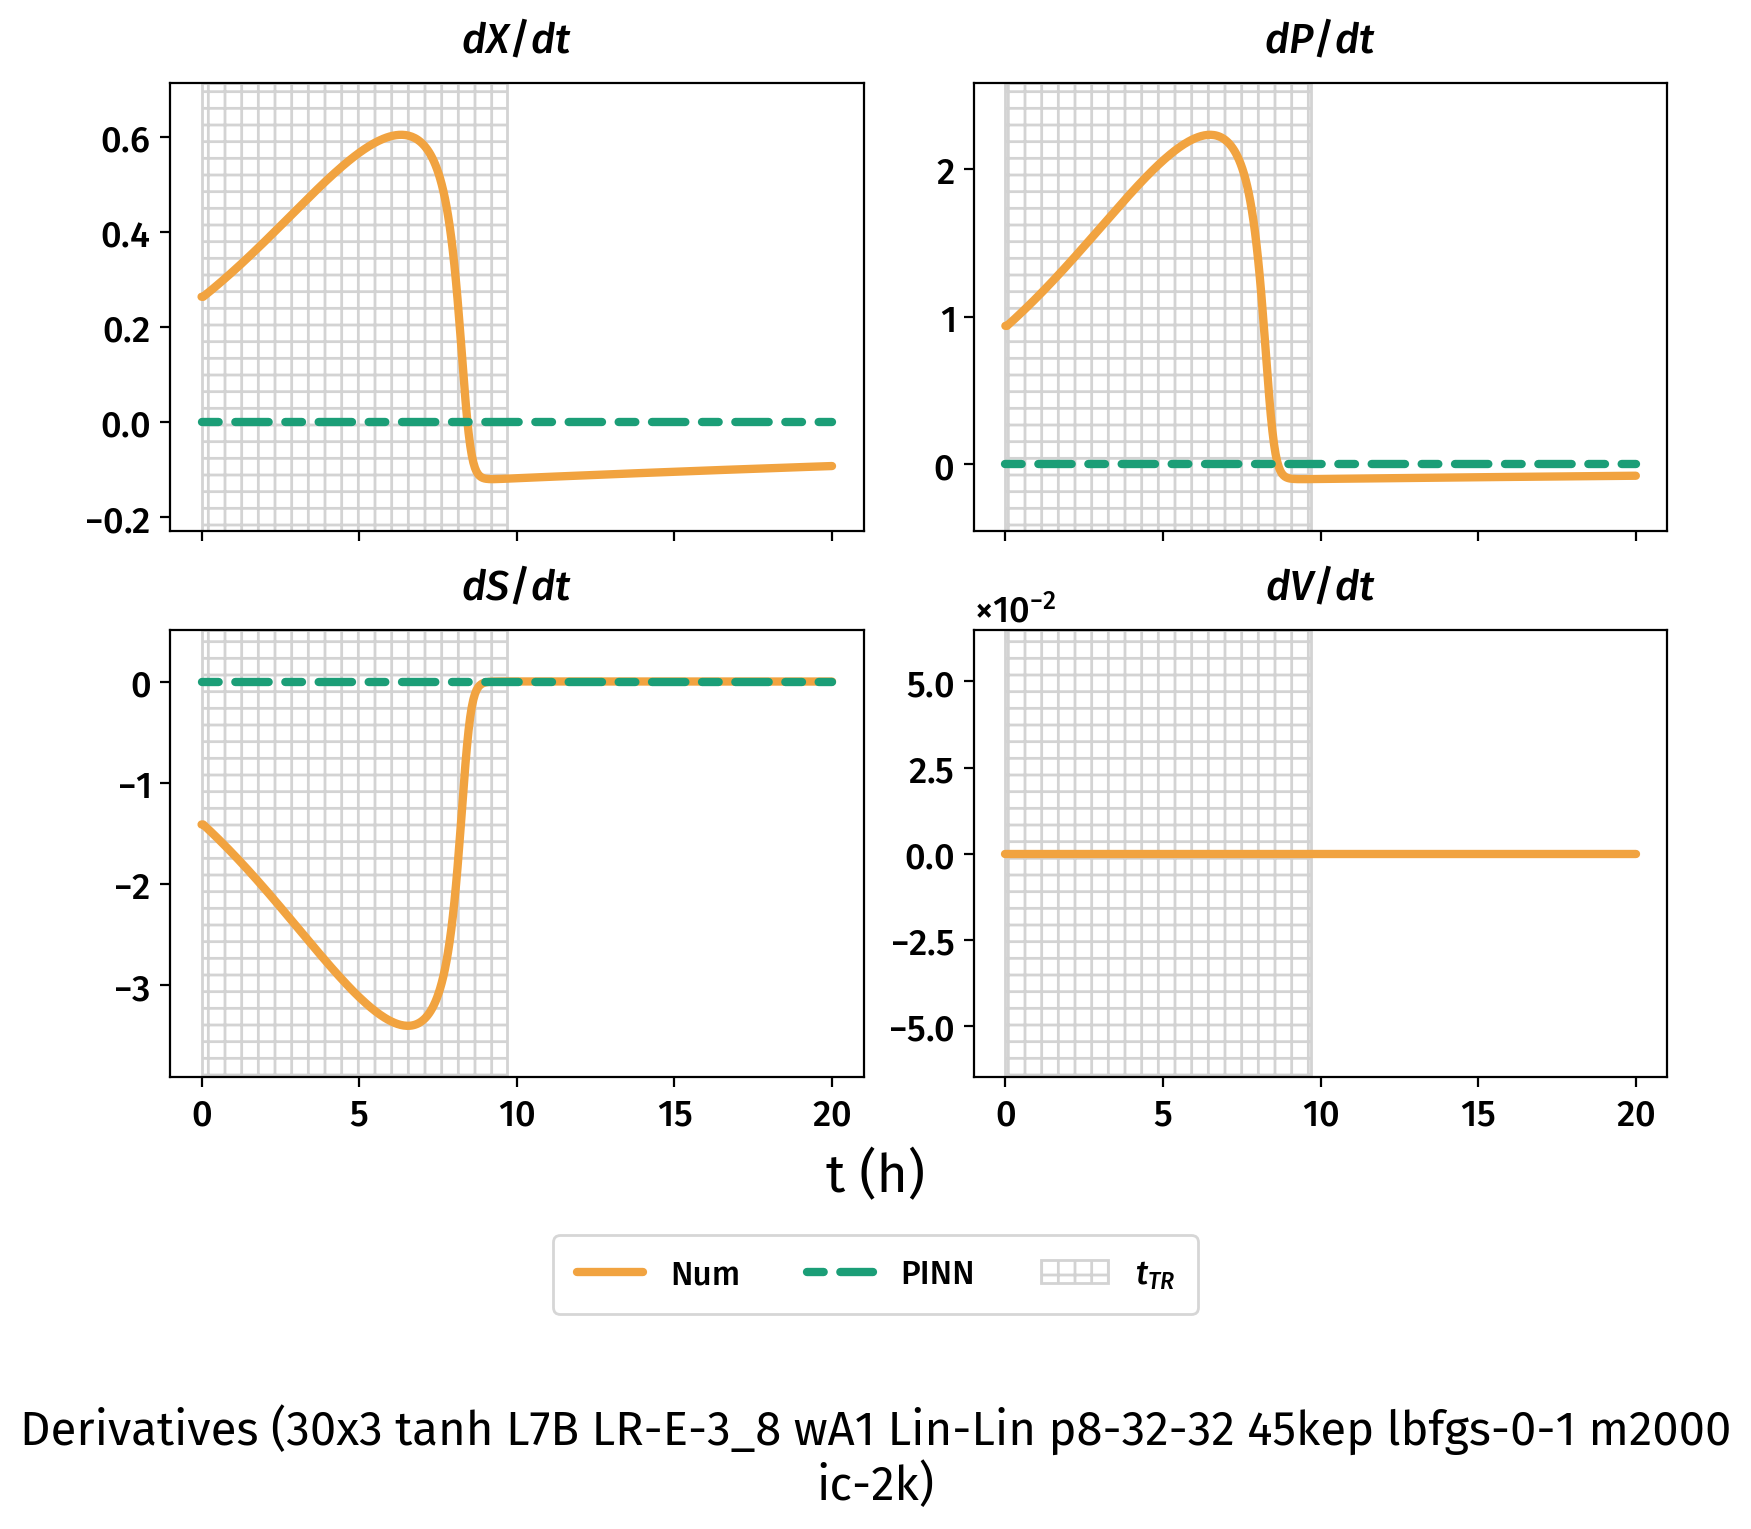 dX/dt
dP/dt
0.6
0.4
0.2
0.0
−0.2
2
1
0
dS/dt
dV/dt
×10⁻²
0
−1
−2
−3
5.0
2.5
0.0
−2.5
−5.0
0 5 10 15 20
0 5 10 15 20
t (h)
Num PINN t_TR
Derivatives (30x3 tanh L7B LR-E-3_8 wA1 Lin-Lin p8-32-32 45kep lbfgs-0-1 m2000
ic-2k)